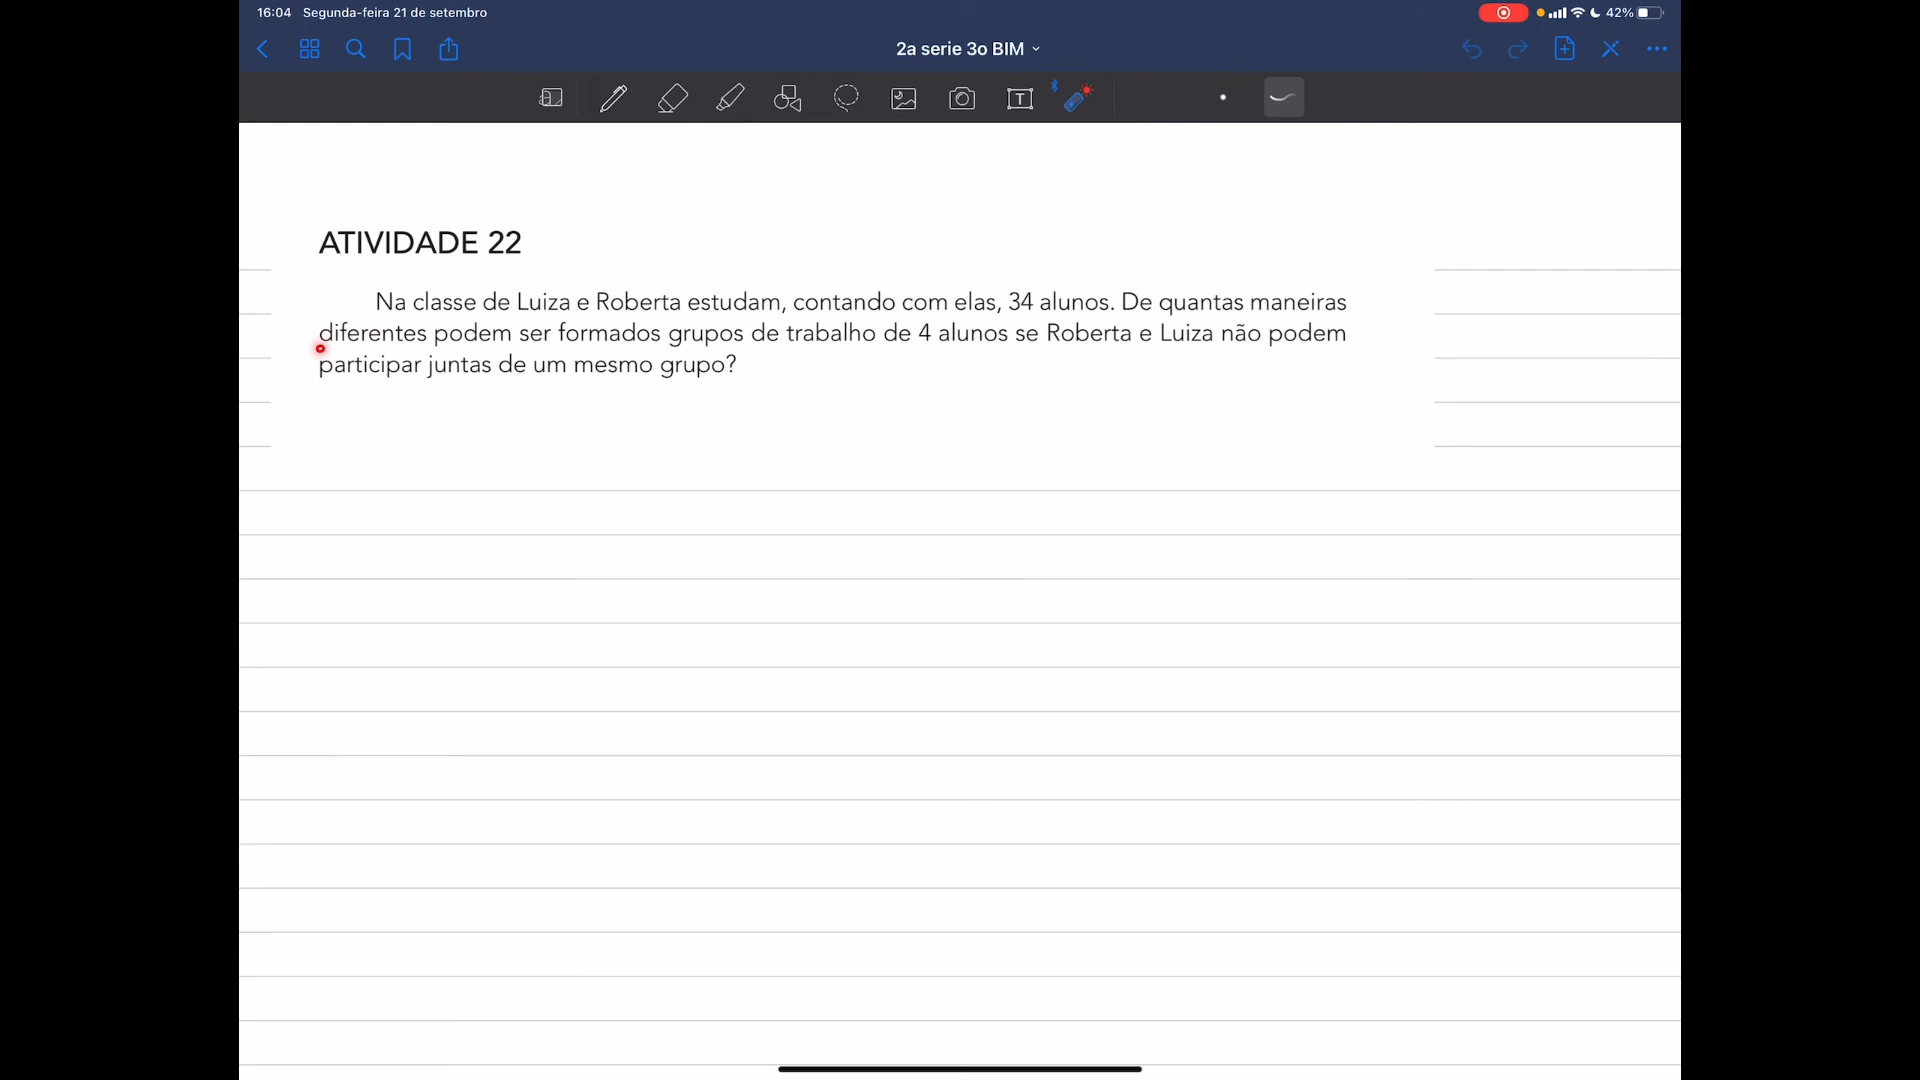 16:04 Segunda-feira 21 de setembro
42%
2a serie 3o BIM
T
ATIVIDADE 22
Na classe de Luiza e Roberta estudam, contando com elas, 34 alunos. De quantas maneiras
diferentes podem ser formados grupos de trabalho de 4 alunos se Roberta e Luiza não podem
participar juntas de um mesmo grupo?